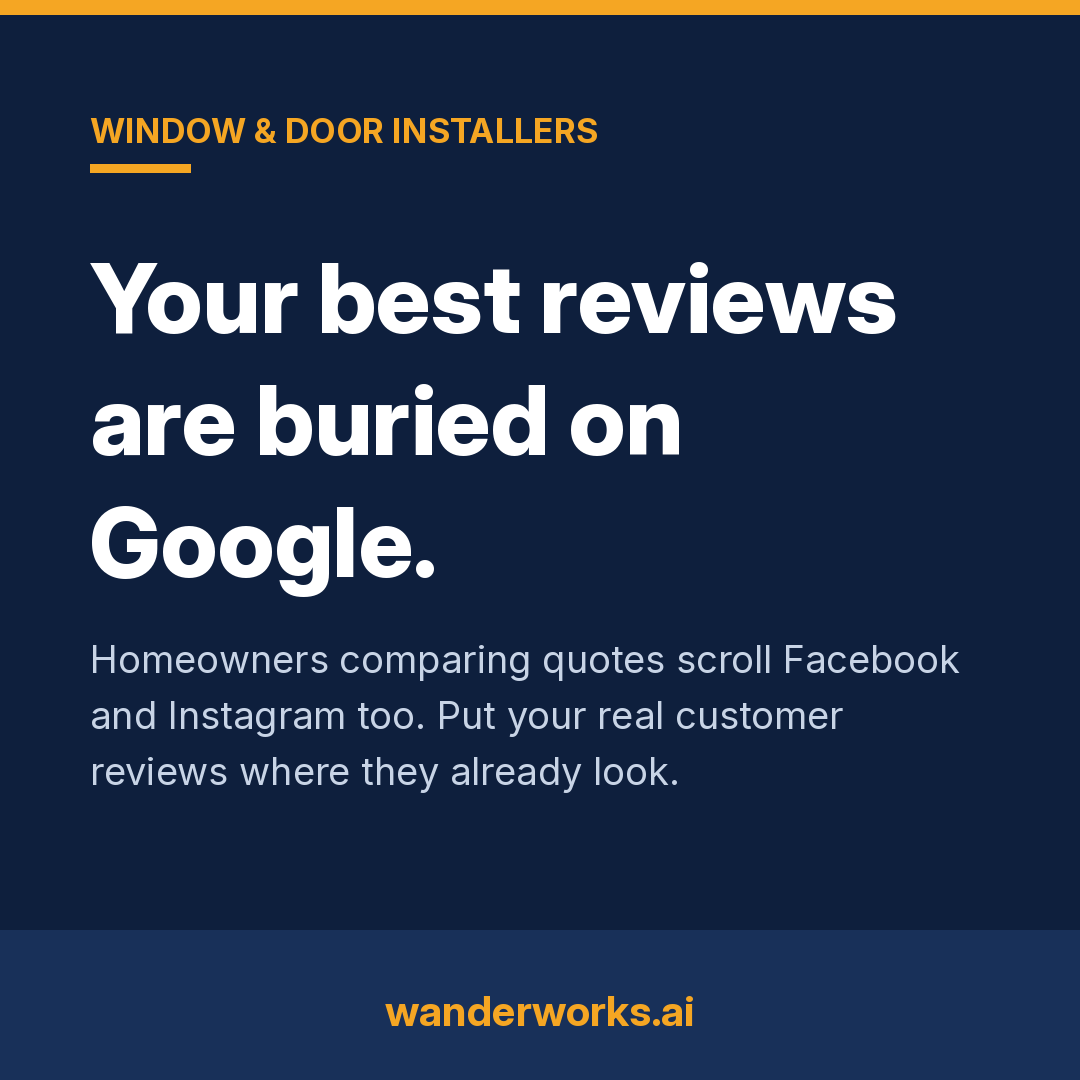 WINDOW & DOOR INSTALLERS
Your best reviews
are buried on
Google.
Homeowners comparing quotes scroll Facebook
and Instagram too. Put your real customer
reviews where they already look.
wanderworks.ai